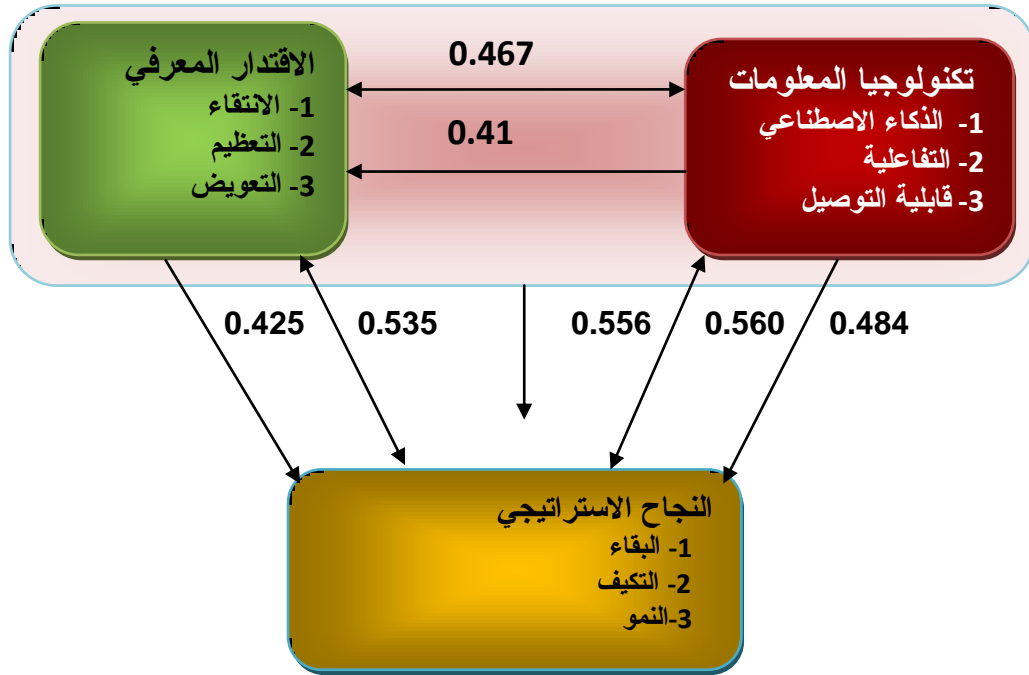 تكنولوجيا المعلومات
1- الذكاء الاصطناعي
2- التفاعلية
3- قابلية التوصيل
0.467
0.41
الاقتدار المعرفي
1- الانتقاء
2- التعظيم
3- التعويض
0.425
0.535
0.556
0.560
0.484
النجاح الاستراتيجي
1- البقاء
2- التكيف
3-النمو